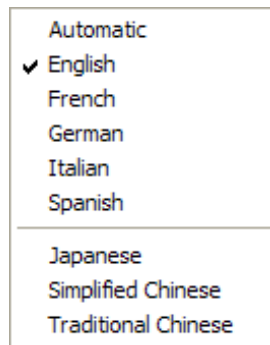 Automatic
English
French
German
Italian
Spanish
Japanese
Simplified Chinese
Traditional Chinese